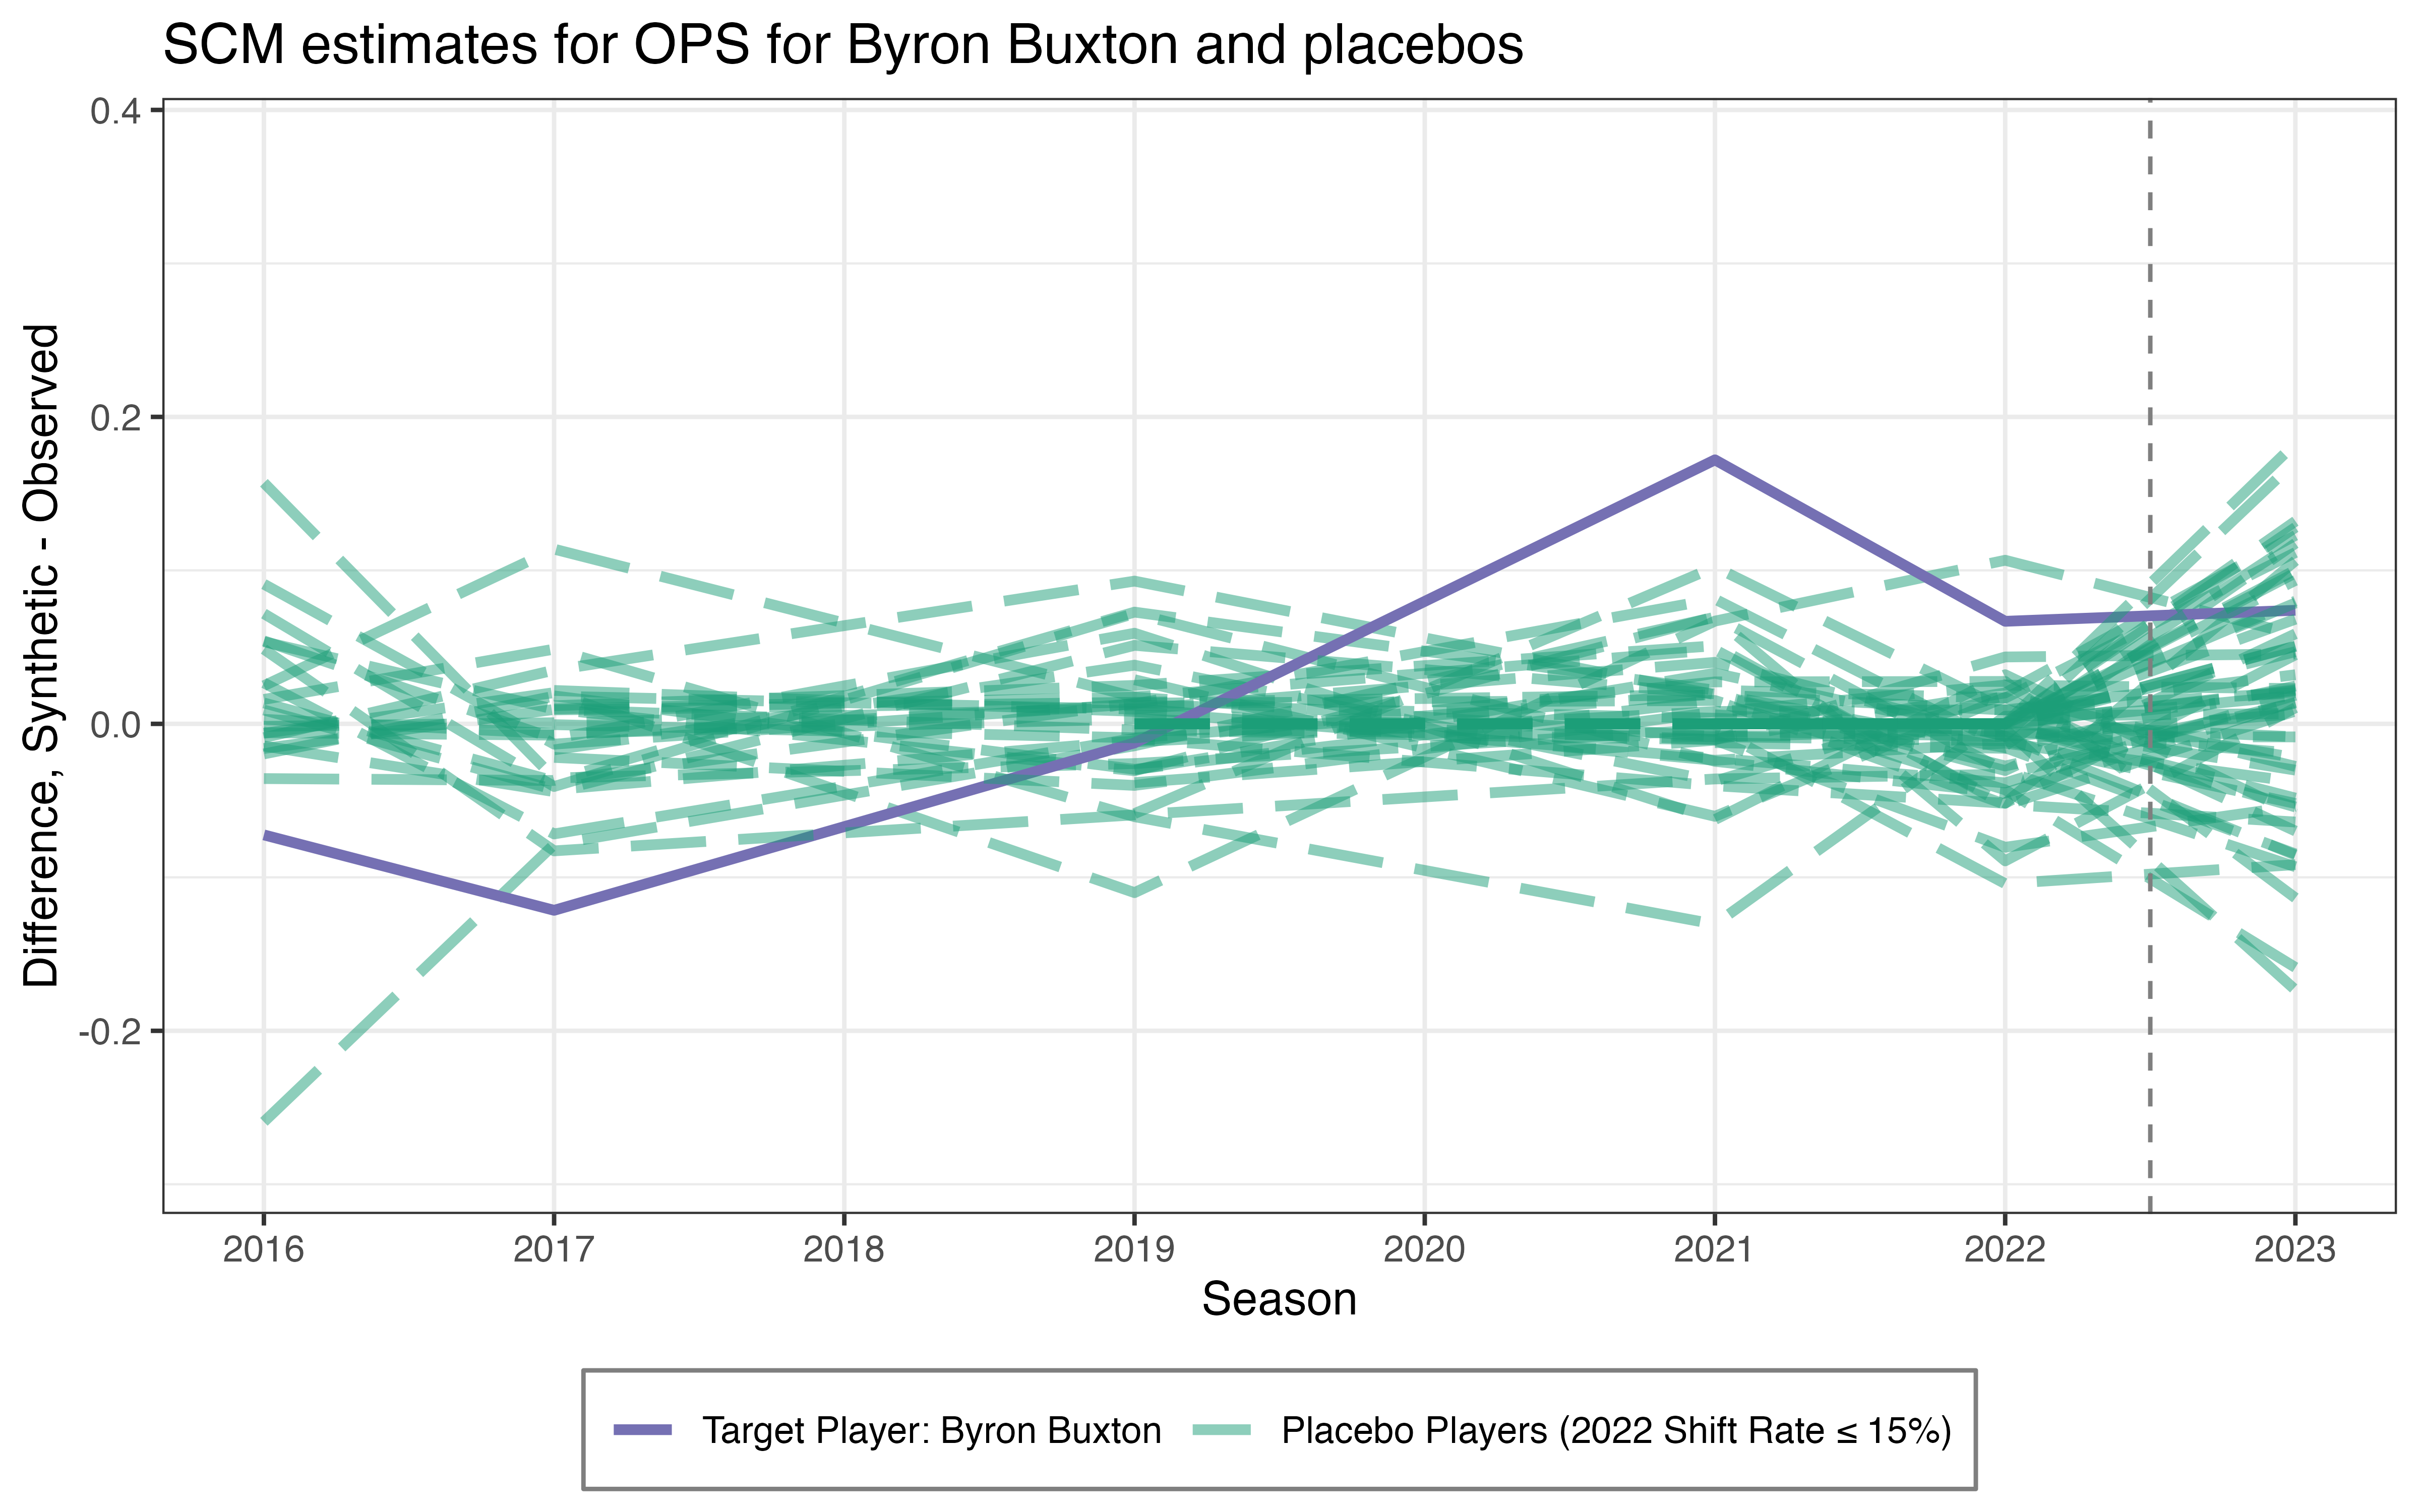 SCM estimates for OPS for Byron Buxton and placebos
Difference, Synthetic - Observed
0.4
0.2
0.0
-0.2
2016 2017 2018 2019 2020 2021 2022 2023
Season
Target Player: Byron Buxton Placebo Players (2022 Shift Rate ≤ 15%)